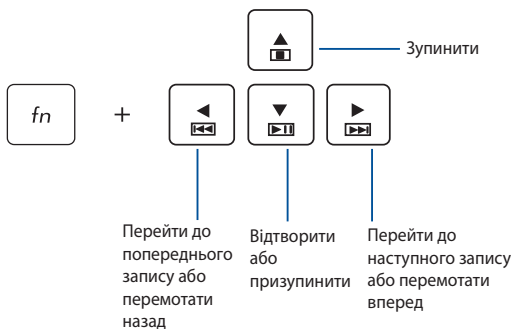 Зупинити
fn
+
Перейти до
попереднього
запису або
перемотати
назад
Відтворити
або
призупинити
Перейти до
наступного запису
або перемотати
вперед